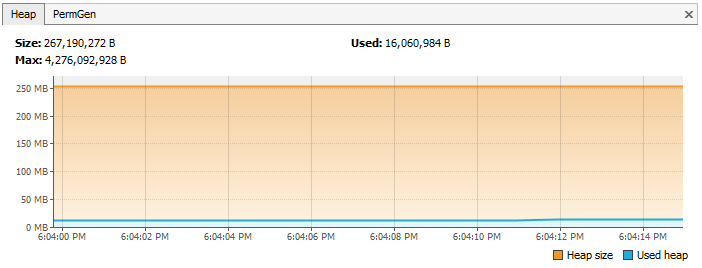 Heap PermGen
Size: 267,190,272 B Used: 16,060,984 B
Max: 4,276,092,928 B
250 MB
200 MB
150 MB
100 MB
50 MB
0 MB
6:04:00 PM 6:04:02 PM 6:04:04 PM 6:04:06 PM 6:04:08 PM 6:04:10 PM 6:04:12 PM 6:04:14 PM
Heap size Used heap